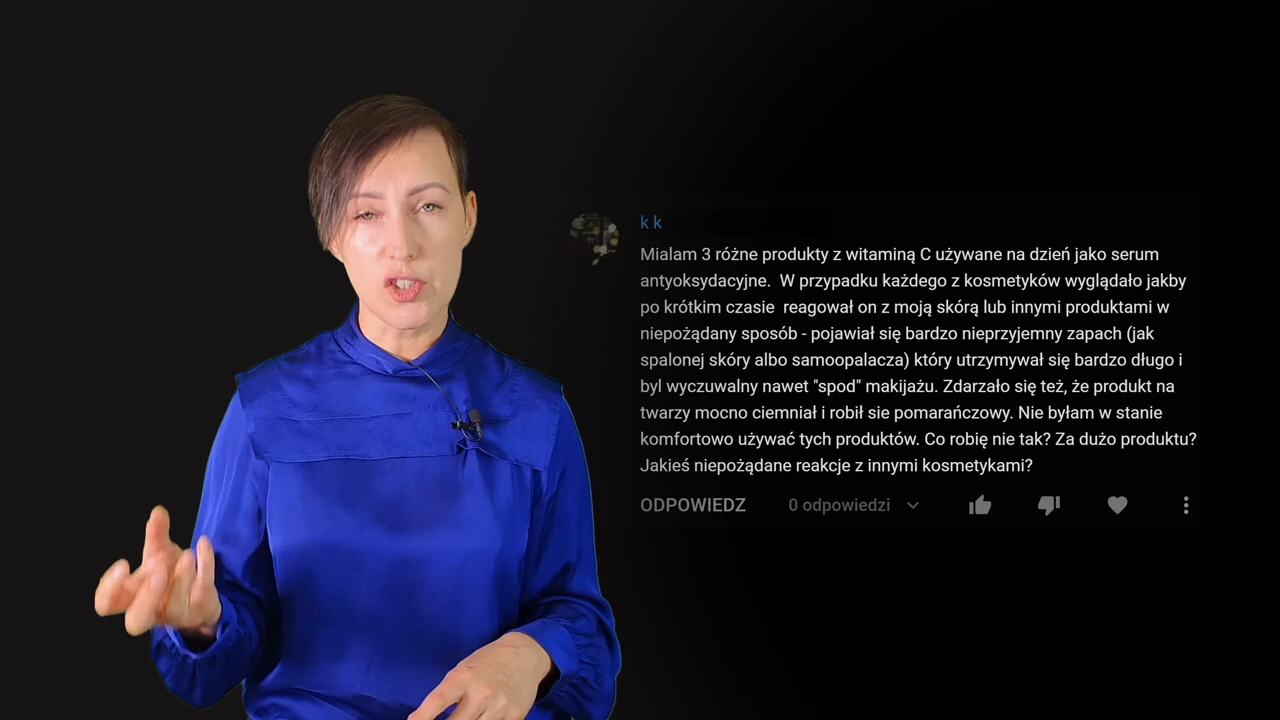 k k
Mialam 3 różne produkty z witaminą C używane na dzień jako serum
antyoksydacyjne.  W przypadku każdego z kosmetyków wyglądało jakby
po krótkim czasie  reagował on z moją skórą lub innymi produktami w
niepożądany sposób - pojawiał się bardzo nieprzyjemny zapach (jak
spalonej skóry albo samoopalacza) który utrzymywał się bardzo długo i
byl wyczuwalny nawet "spod" makijażu. Zdarzało się też, że produkt na
twarzy mocno ciemniał i robił sie pomarańczowy. Nie byłam w stanie
komfortowo używać tych produktów. Co robię nie tak? Za dużo produktu?
Jakieś niepożądane reakcje z innymi kosmetykami?
ODPOWIEDZ 0 odpowiedzi